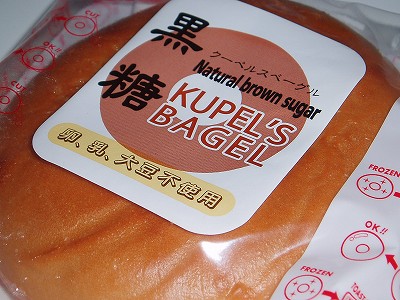 黒糖
クーペルスベーグル
Natural brown sugar
KUPEL'S
BAGEL
卵、乳、大豆不使用
FROZEN
OK!!
FROZEN